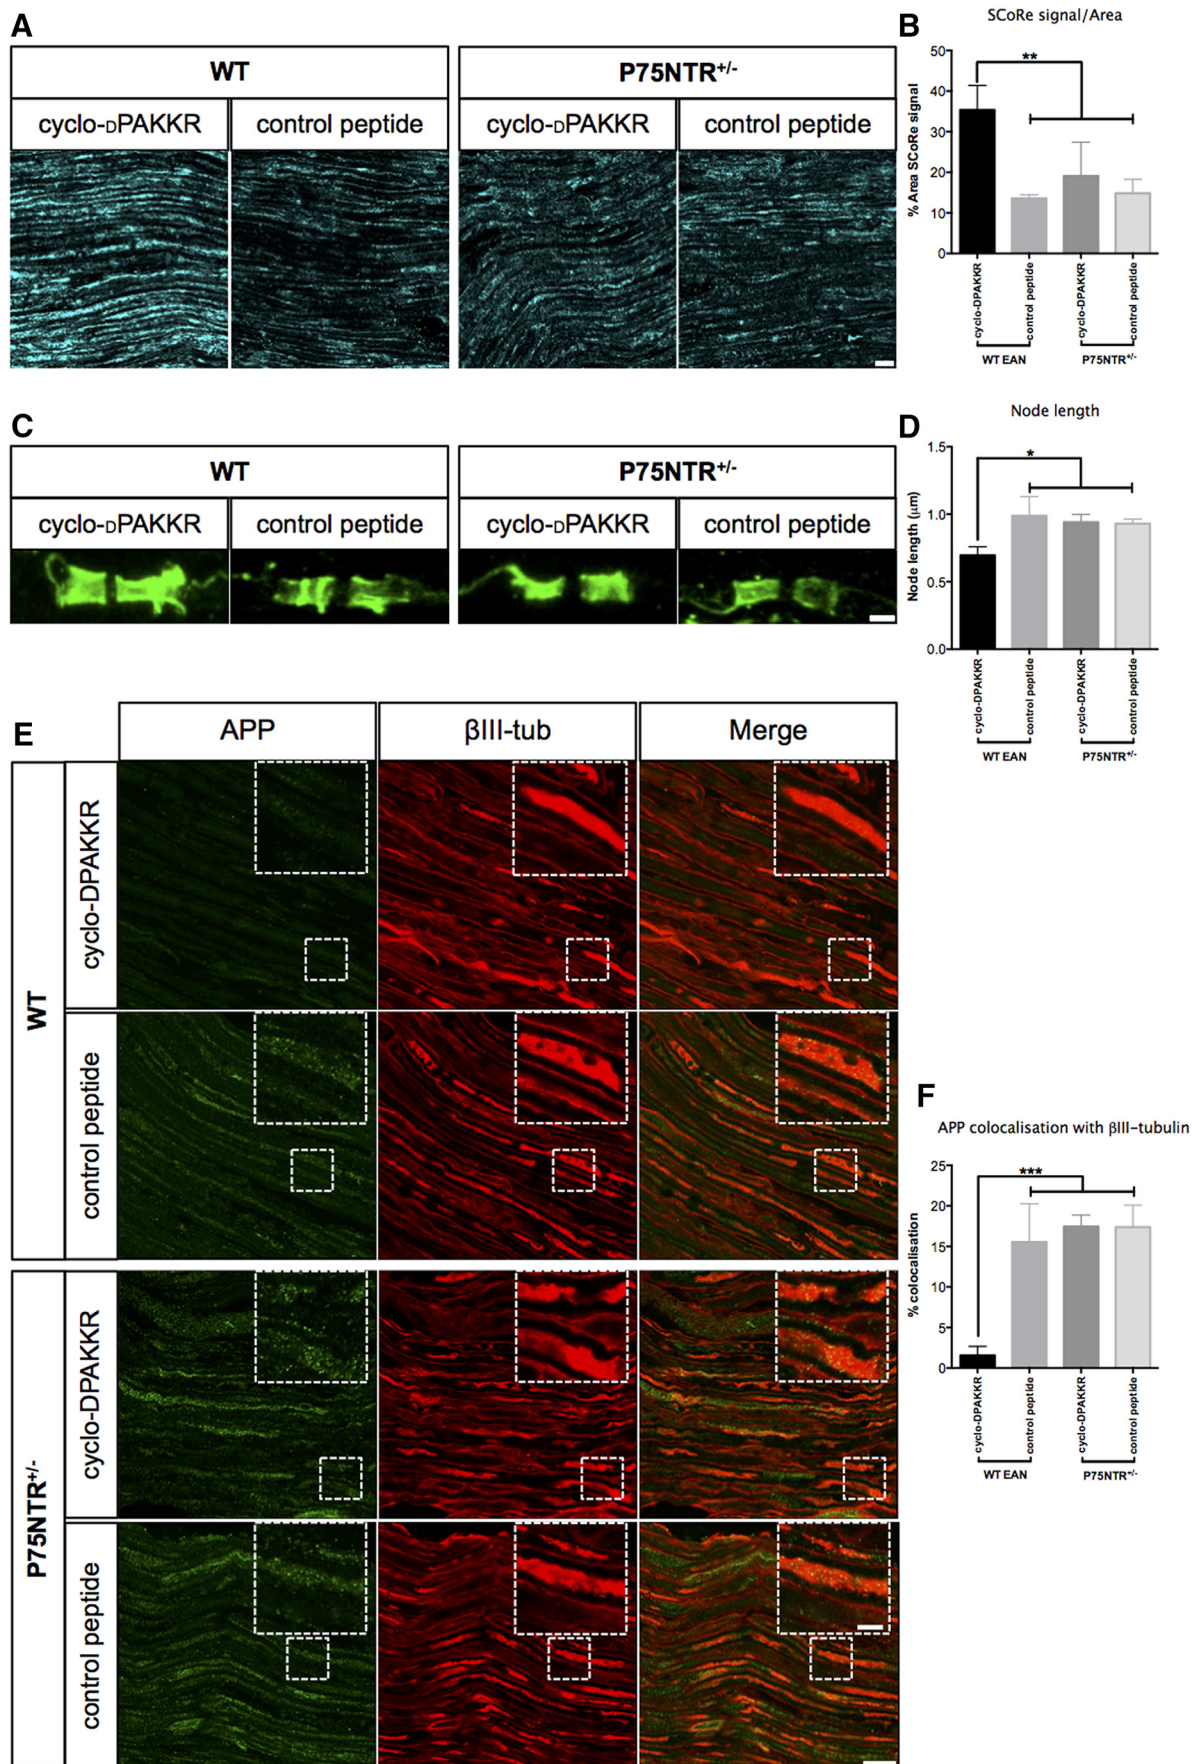 A
WT
P75NTR+/-
cyclo-DPAKKR
control peptide
cyclo-DPAKKR
control peptide
B
SCoRe signal/Area
% Area SCoRe signal
50
40
30
20
10
0
**
cyclo-DPAKKR
control peptide
cyclo-DPAKKR
control peptide
WT EAN
P75NTR+/-
C
WT
P75NTR+/-
cyclo-DPAKKR
control peptide
cyclo-DPAKKR
control peptide
D
Node length
Node length (μm)
1.5
1.0
0.5
0.0
*
cyclo-DPAKKR
control peptide
cyclo-DPAKKR
control peptide
WT EAN
P75NTR+/-
E
APP
βIII-tub
Merge
WT
cyclo-DPAKKR
control peptide
P75NTR+/-
cyclo-DPAKKR
control peptide
F
APP colocalisation with βIII-tubulin
% colocalisation
25
20
15
10
5
0
***
cyclo-DPAKKR
control peptide
cyclo-DPAKKR
control peptide
WT EAN
P75NTR+/-